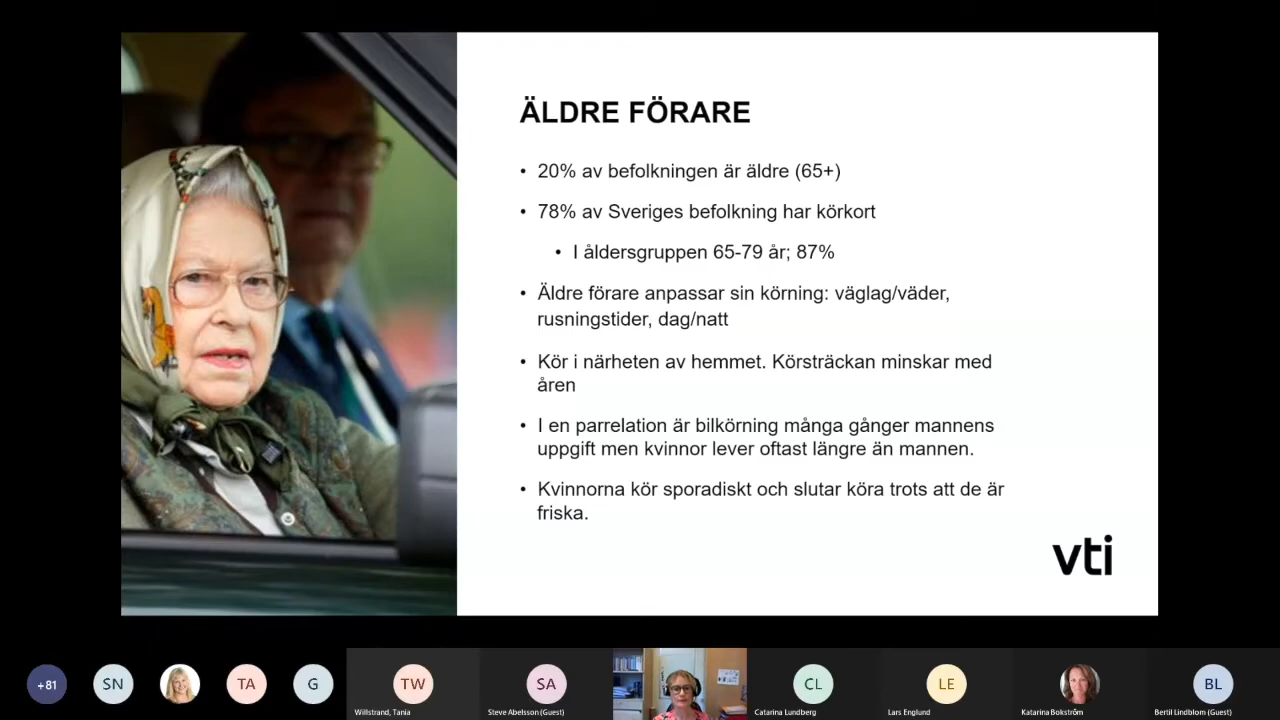 ÄLDRE FÖRARE
• 20% av befolkningen är äldre (65+)
• 78% av Sveriges befolkning har körkort
• I åldersgruppen 65-79 år; 87%
• Äldre förare anpassar sin körning: väglag/väder,
rusningstider, dag/natt
• Kör i närheten av hemmet. Körsträckan minskar med
åren
• I en parrelation är bilkörning många gånger mannens
uppgift men kvinnor lever oftast längre än mannen.
• Kvinnorna kör sporadiskt och slutar köra trots att de är
friska.
vti
+81
SN
TA
G
TW
SA
CL
LE
BL
Willstrand, Tania
Steve Abelsson (Guest)
Catarina Lundberg
Lars Englund
Katarina Bokström
Bertil Lindblom (Guest)